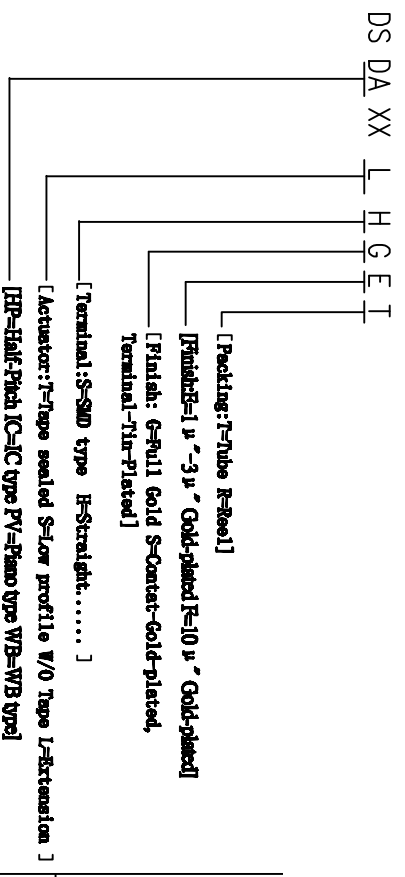 DS DA XX L H G E T
[Packing:T=Tube R=Reel]
[Finish:E=1μ″-3μ″Gold-plated F=10μ″Gold-plated]
[Finish: G=Full Gold S=Contat-Gold-plated,
Terminal-Tin-Plated]
[Terminal:S=SMD type H=Straight...... ]
[Actuator:T=Tape sealed S=Low profile W/O Tape L=Extension ]
[HP=Half-Pitch IC=IC type PV=Piano type WB=WB type]